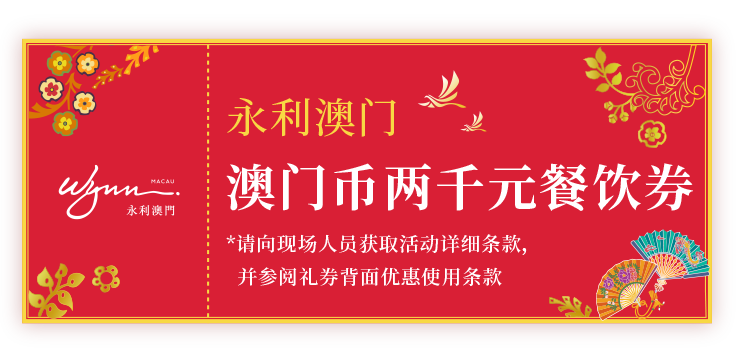 Wynn
MACAU
永利澳門
永利澳门
澳门币两千元餐饮券
*请向现场人员获取活动详细条款,
并参阅礼券背面优惠使用条款